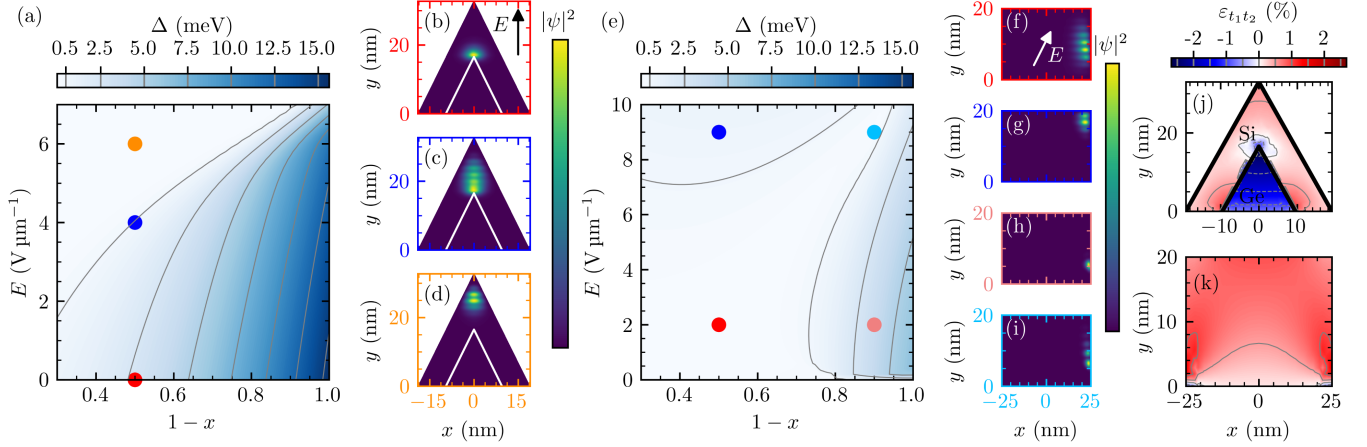 (a)
Δ (meV)
0.5 2.5 5.0 7.5 10.0 12.5 15.0
E (V μm⁻¹)
6
4
2
0
0.4 0.6 0.8 1.0
1 − x
(b)
E
|ψ|²
y (nm)
20
0
(c)
y (nm)
20
0
(d)
y (nm)
20
0
−15 0 15
x (nm)
(e)
Δ (meV)
0.5 2.5 5.0 7.5 10.0 12.5 15.0
E (V μm⁻¹)
10
8
6
4
2
0
0.4 0.6 0.8 1.0
1 − x
(f)
E
|ψ|²
y (nm)
20
0
(g)
y (nm)
20
0
(h)
y (nm)
20
0
(i)
y (nm)
20
0
−25 0 25
x (nm)
εt₁t₂ (%)
−2 −1 0 1 2
(j)
Si
Ge
y (nm)
20
0
−10 0 10
(k)
y (nm)
20
10
0
−25 0 25
x (nm)